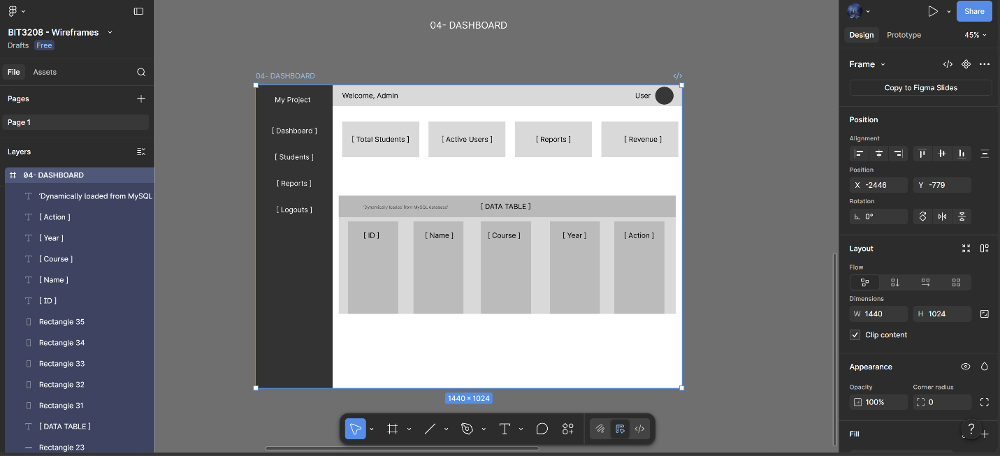 04- DASHBOARD
Share
BIT3208 - Wireframes
Drafts Free
Design Prototype 45%
File Assets
Frame
04- DASHBOARD
Copy to Figma Slides
My Project
Welcome, Admin
User
Pages
Page 1
Position
[ Dashboard ]
[ Total Students ] [ Active Users ] [ Reports ] [ Revenue ]
Alignment
Layers
[ Students ]
Position
04- DASHBOARD
[ Reports ]
X -2446 Y -779
'Dynamically loaded from MySQL
Rotation
[ Logouts ]
'Dynamically loaded from MySQL database' [ DATA TABLE ]
0°
[ Action ]
[ Year ]
[ ID ] [ Name ] [ Course ] [ Year ] [ Action ]
Layout
[ Course ]
Flow
[ Name ]
[ ID ]
Dimensions
W 1440 H 1024
Rectangle 35
Clip content
Rectangle 34
Rectangle 33
Appearance
Rectangle 32
Opacity Corner radius
1440 × 1024
100% 0
Rectangle 31
[ DATA TABLE ]
Fill
?
Rectangle 23